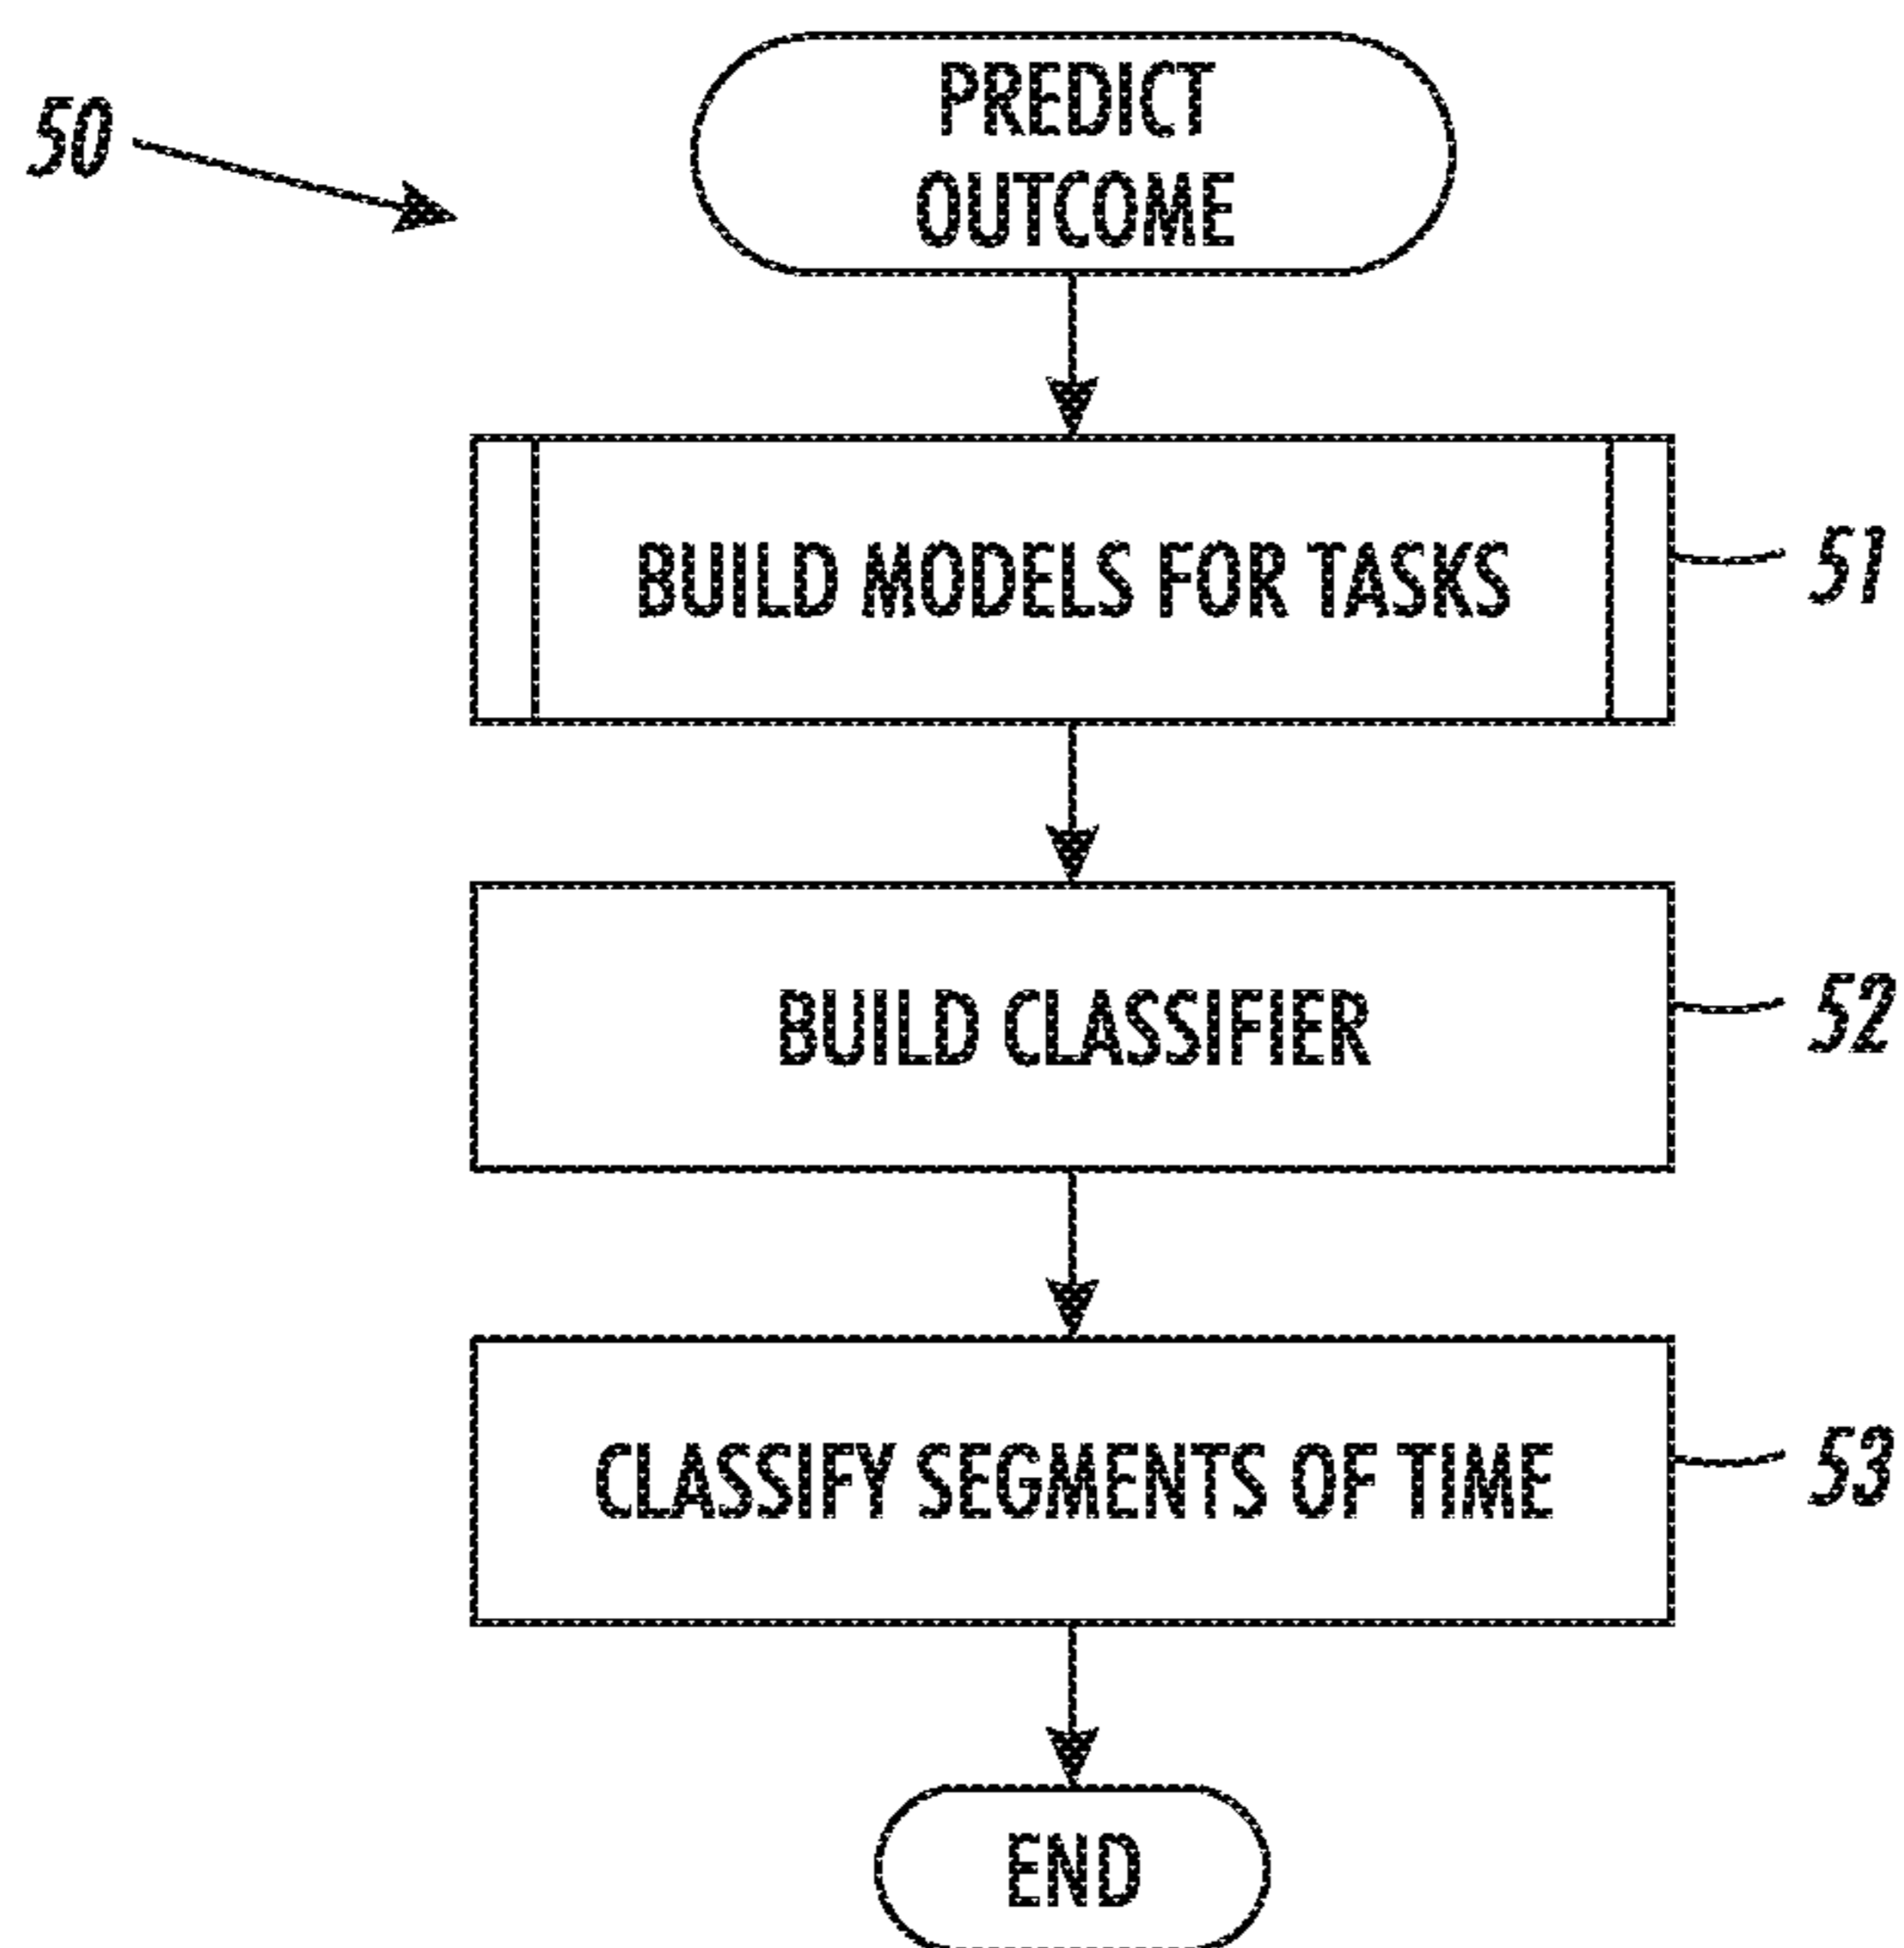 50
PREDICT
OUTCOME
BUILD MODELS FOR TASKS
51
BUILD CLASSIFIER
52
CLASSIFY SEGMENTS OF TIME
53
END